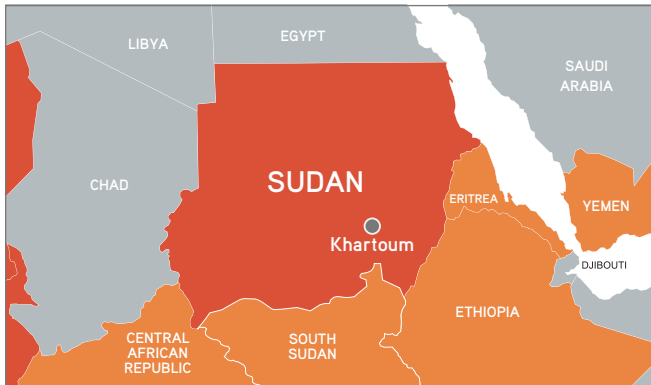 LIBYA
EGYPT
SAUDI
ARABIA
CHAD
SUDAN
ERITREA
YEMEN
Khartoum
DJIBOUTI
ETHIOPIA
CENTRAL
AFRICAN
REPUBLIC
SOUTH
SUDAN